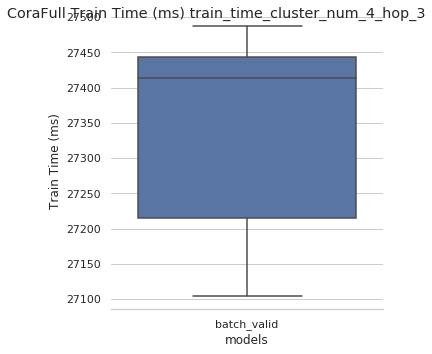 CoraFull Train Time (ms) train_time_cluster_num_4_hop_3
27500
27450
27400
27350
27300
27250
27200
27150
27100
Train Time (ms)
batch_valid
models